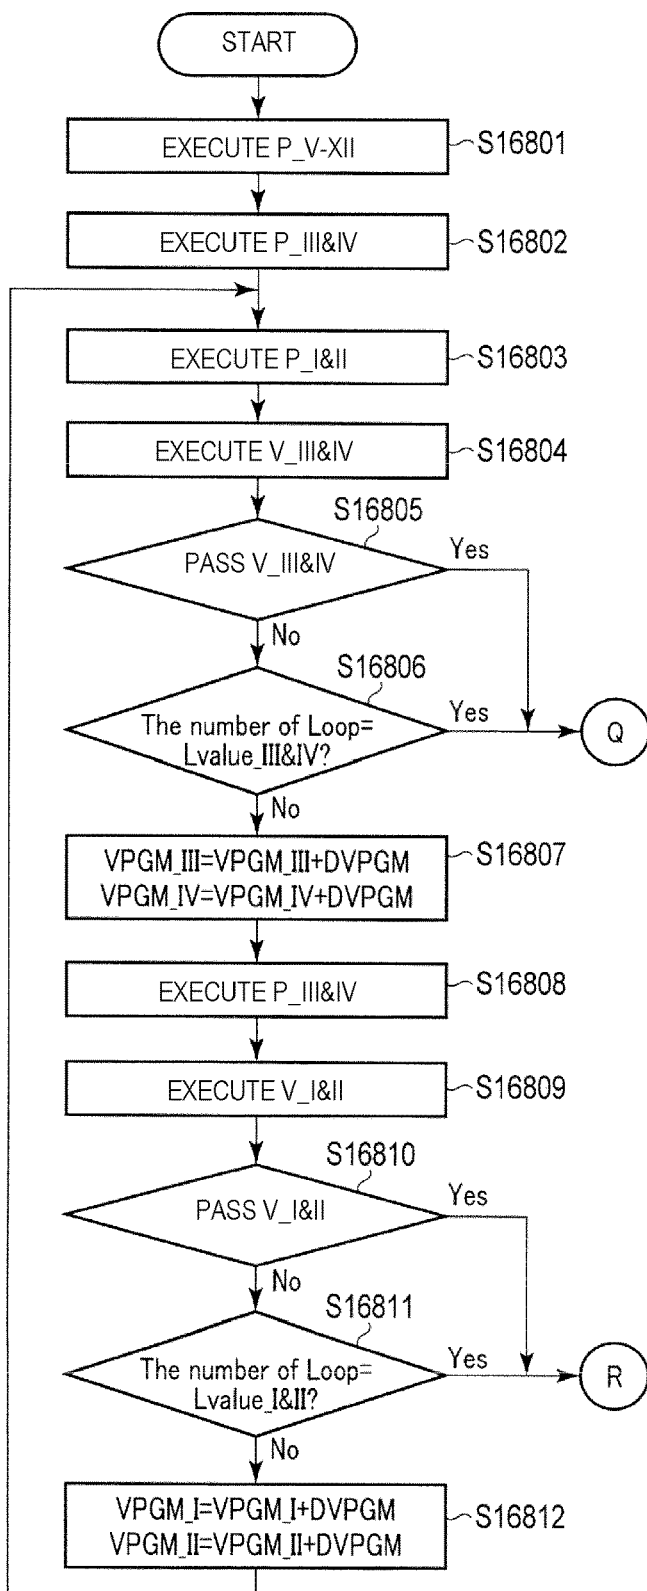 START
EXECUTE P_V-XII
S16801
EXECUTE P_III&IV
S16802
EXECUTE P_I&II
S16803
EXECUTE V_III&IV
S16804
S16805
PASS V_III&IV
Yes
No
S16806
The number of Loop=
Lvalue_III&IV?
Yes
Q
No
VPGM_III=VPGM_III+DVPGM
VPGM_IV=VPGM_IV+DVPGM
S16807
EXECUTE P_III&IV
S16808
EXECUTE V_I&II
S16809
S16810
PASS V_I&II
Yes
No
S16811
The number of Loop=
Lvalue_I&II?
Yes
R
No
VPGM_I=VPGM_I+DVPGM
VPGM_II=VPGM_II+DVPGM
S16812